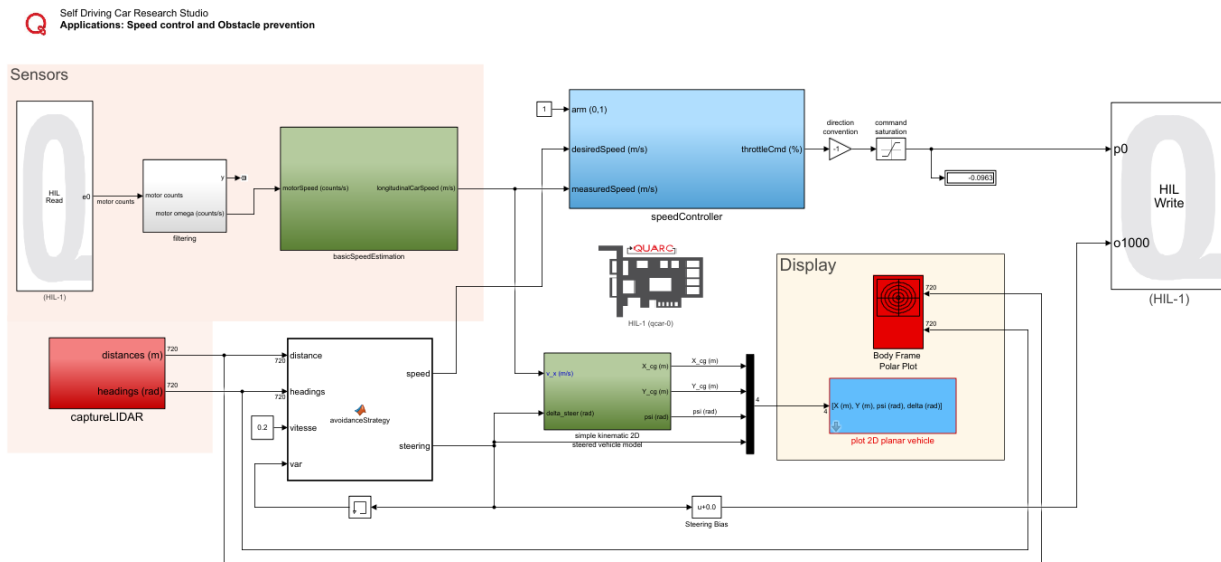 Self Driving Car Research Studio
Applications: Speed control and Obstacle prevention
Sensors
HIL
Read
e0
motor counts
(HIL-1)
motor counts
y
motor omega (counts/s)
filtering
motorSpeed (counts/s)
longitudinalCarSpeed (m/s)
basicSpeedEstimation
1
arm (0,1)
desiredSpeed (m/s)
measuredSpeed (m/s)
throttleCmd (%)
speedController
direction
convention
-1
command
saturation
-0.0963
p0
HIL
Write
o1000
(HIL-1)
QUARC
HIL-1 (qcar-0)
Display
720
720
Body Frame
Polar Plot
distances (m)
720
headings (rad)
720
captureLIDAR
720
distance
720
headings
0.2
vitesse
var
avoidanceStrategy
speed
steering
v_x (m/s)
delta_steer (rad)
X_cg (m)
Y_cg (m)
psi (rad)
simple kinematic 2D
steered vehicle model
X_cg (m)
Y_cg (m)
psi (rad)
4
4
[X (m), Y (m), psi (rad), delta (rad)]
plot 2D planar vehicle
u+0.0
Steering Bias